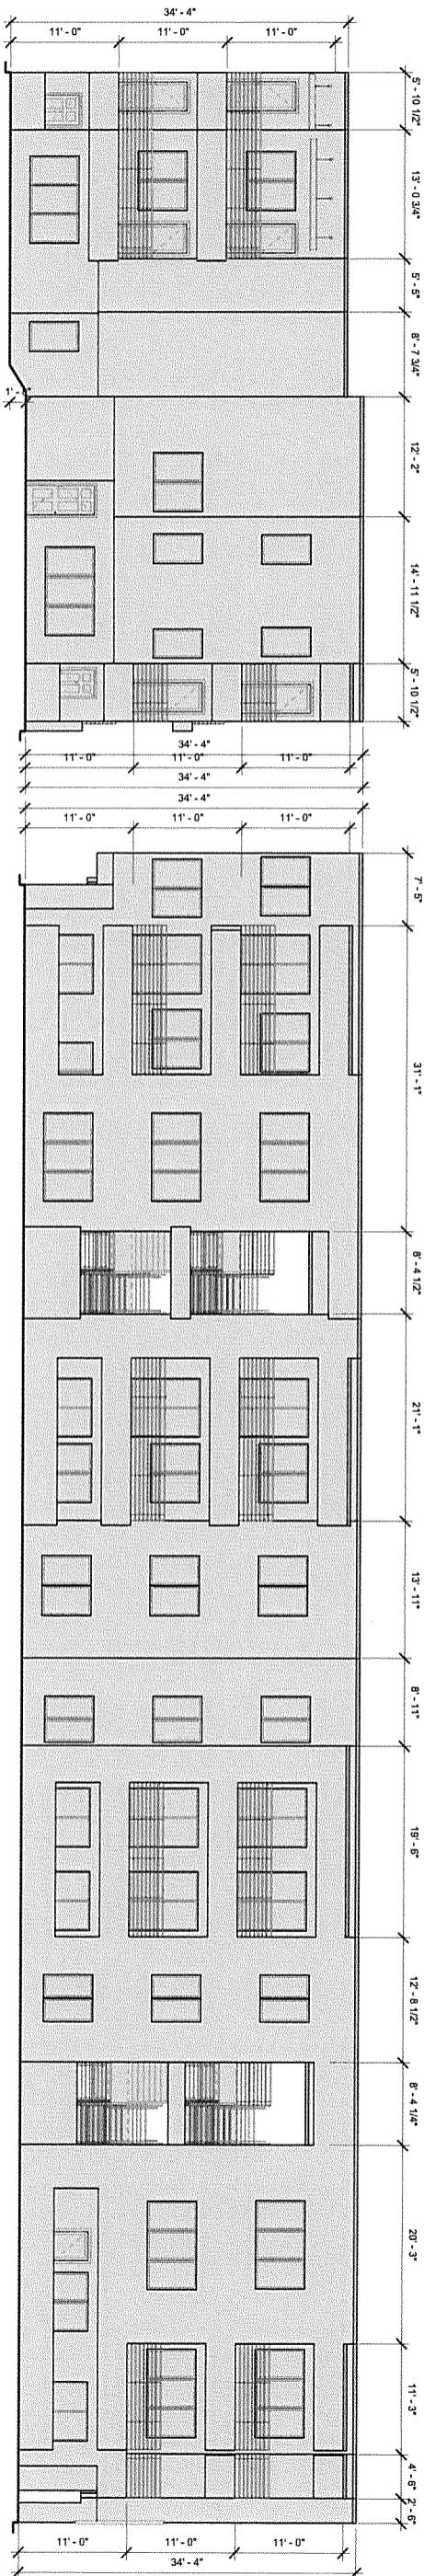 34' - 4"
11' - 0"
11' - 0"
11' - 0"
5' - 10 1/2"
13' - 0 3/4"
5' - 5"
8' - 7 3/4"
12' - 2"
14' - 11 1/2"
5' - 10 1/2"
34' - 4"
11' - 0"
11' - 0"
11' - 0"
34' - 4"
34' - 4"
11' - 0"
11' - 0"
11' - 0"
7' - 5"
31' - 1"
8' - 4 1/2"
21' - 1"
13' - 11"
8' - 11"
19' - 6"
12' - 8 1/2"
8' - 4 1/4"
20' - 3"
11' - 3"
4' - 6"
2' - 6"
11' - 0"
11' - 0"
11' - 0"
34' - 4"